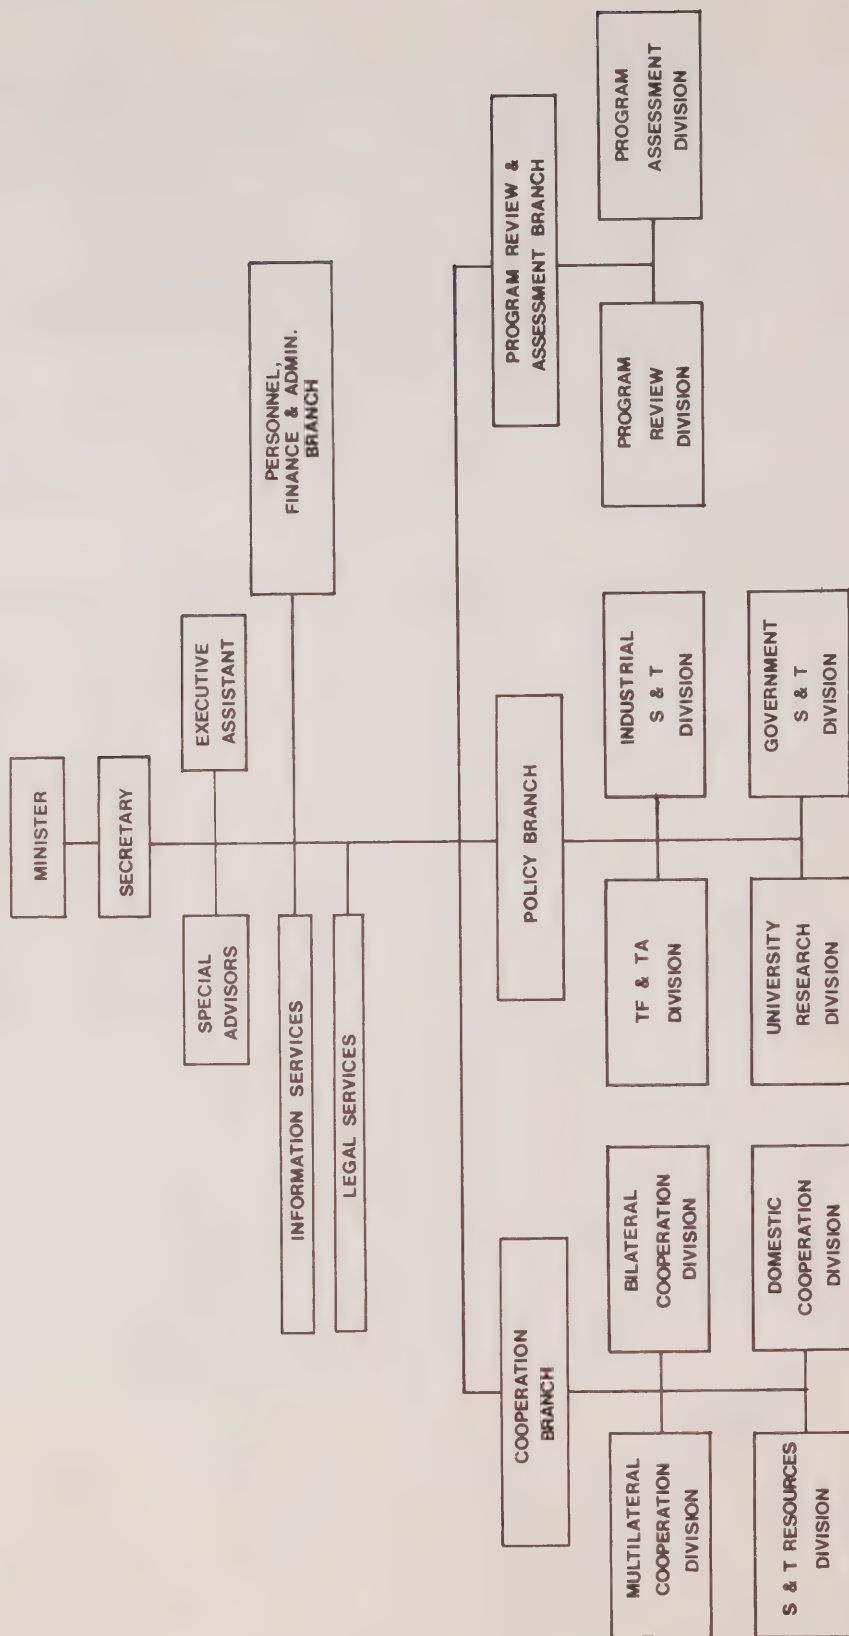 MINISTER
SECRETARY
SPECIAL
ADVISORS
EXECUTIVE
ASSISTANT
INFORMATION SERVICES
PERSONNEL,
FINANCE & ADMIN.
BRANCH
LEGAL SERVICES
COOPERATION
BRANCH
POLICY BRANCH
PROGRAM REVIEW &
ASSESSMENT BRANCH
MULTILATERAL
COOPERATION
DIVISION
BILATERAL
COOPERATION
DIVISION
TF & TA
DIVISION
INDUSTRIAL
S & T
DIVISION
PROGRAM
REVIEW
DIVISION
PROGRAM
ASSESSMENT
DIVISION
S & T RESOURCES
DIVISION
DOMESTIC
COOPERATION
DIVISION
UNIVERSITY
RESEARCH
DIVISION
GOVERNMENT
S & T
DIVISION